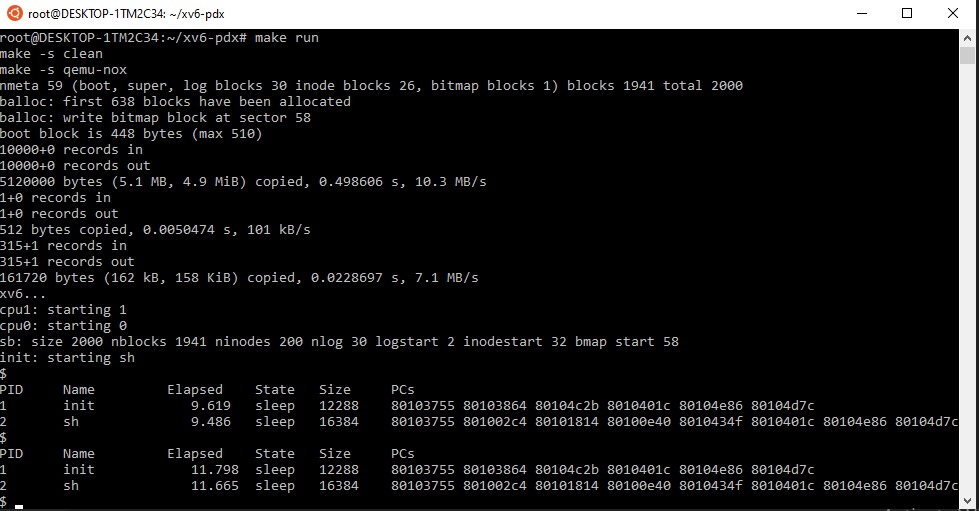 root@DESKTOP-1TM2C34: ~/xv6-pdx
root@DESKTOP-1TM2C34:~/xv6-pdx# make run
make -s clean
make -s qemu-nox
nmeta 59 (boot, super, log blocks 30 inode blocks 26, bitmap blocks 1) blocks 1941 total 2000
balloc: first 638 blocks have been allocated
balloc: write bitmap block at sector 58
boot block is 448 bytes (max 510)
10000+0 records in
10000+0 records out
5120000 bytes (5.1 MB, 4.9 MiB) copied, 0.498606 s, 10.3 MB/s
1+0 records in
1+0 records out
512 bytes copied, 0.0050474 s, 101 kB/s
315+1 records in
315+1 records out
161720 bytes (162 kB, 158 KiB) copied, 0.0228697 s, 7.1 MB/s
xv6...
cpu1: starting 1
cpu0: starting 0
sb: size 2000 nblocks 1941 ninodes 200 nlog 30 logstart 2 inodestart 32 bmap start 58
init: starting sh
$
PID     Name         Elapsed    State   Size     PCs
1       init            9.619   sleep   12288    80103755 80103864 80104c2b 8010401c 80104e86 80104d7c
2       sh              9.486   sleep   16384    80103755 801002c4 80101814 80100e40 8010434f 8010401c 80104e86 80104d7c
$
PID     Name         Elapsed    State   Size     PCs
1       init            11.798  sleep   12288    80103755 80103864 80104c2b 8010401c 80104e86 80104d7c
2       sh              11.665  sleep   16384    80103755 801002c4 80101814 80100e40 8010434f 8010401c 80104e86 80104d7c
$